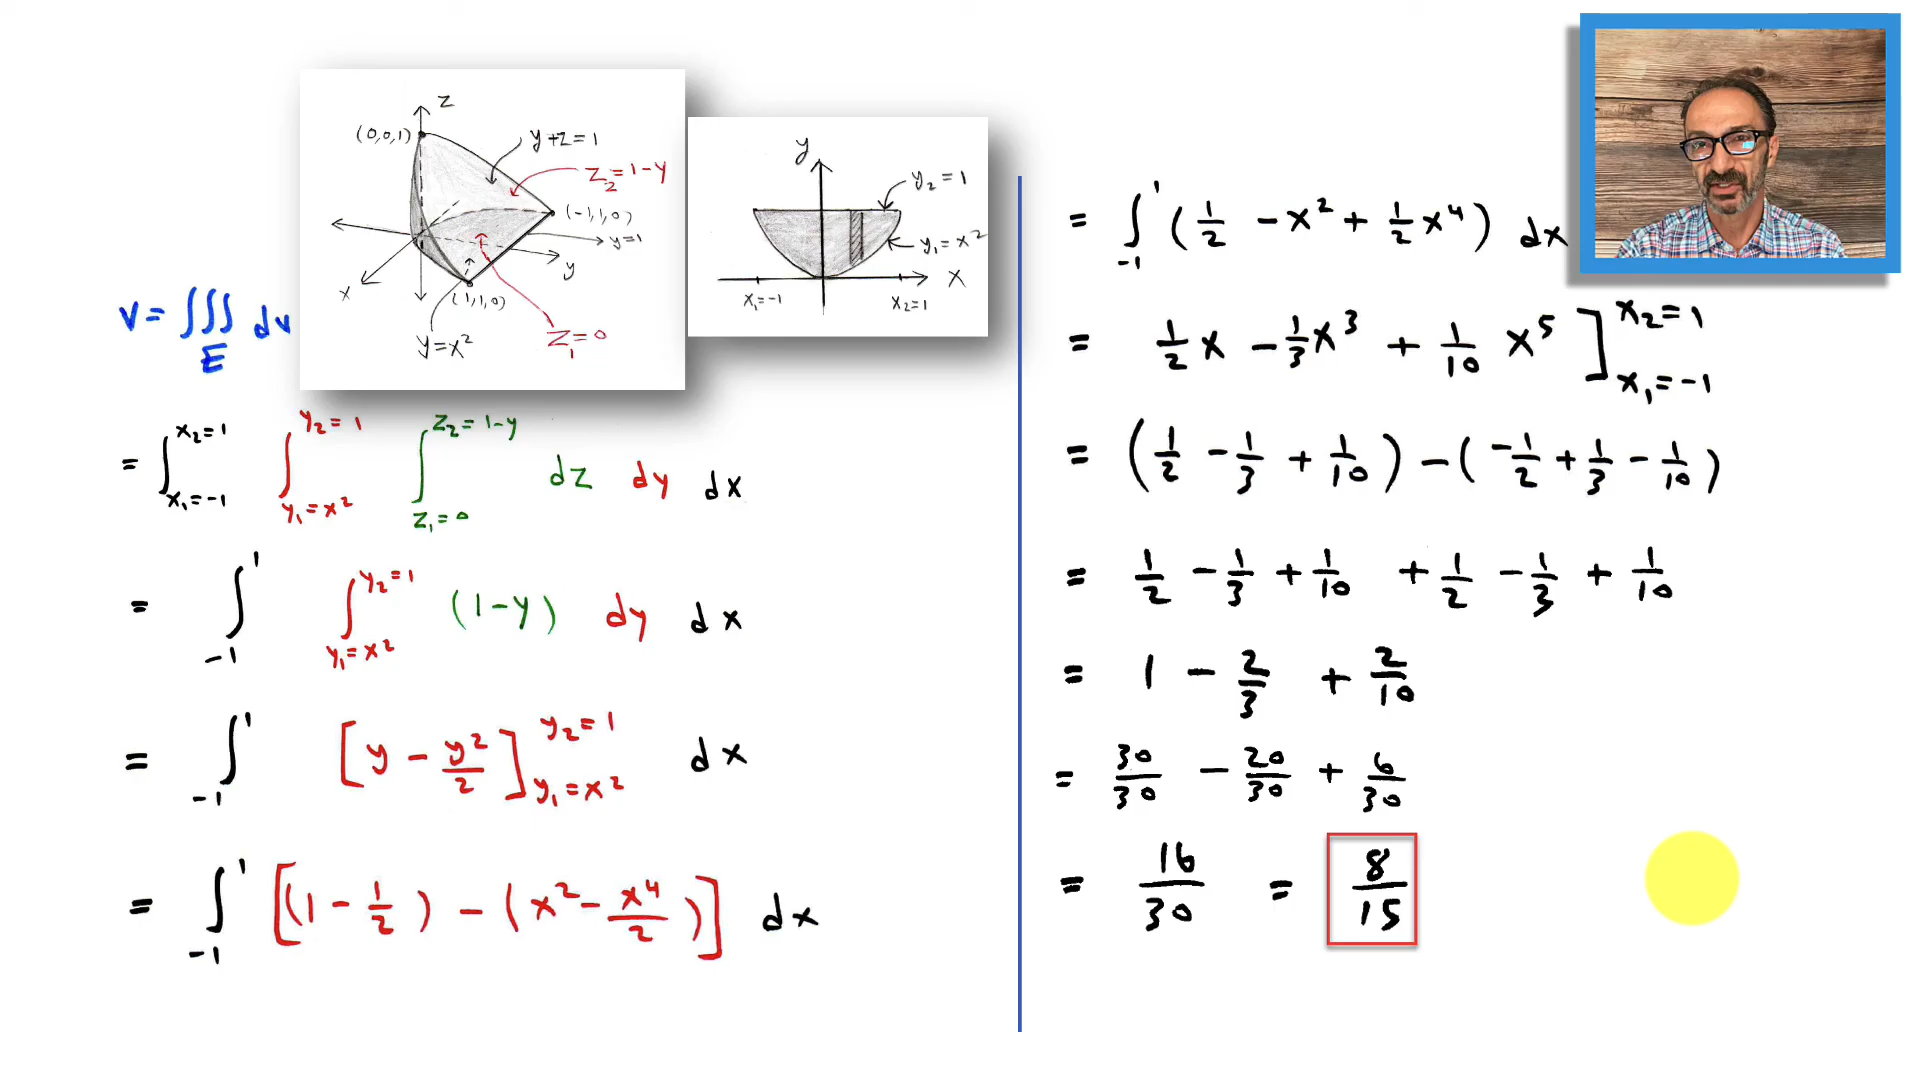 z
(0,0,1)
y+z=1
z₂=1-y
(-1,1,0)
y=1
y
x
(1,1,0)
y=x²
z₁=0
y
y₂=1
y₁=x²
x
x₁=-1
x₂=1
V= ∭_E dv
= ∫_{x₁=-1}^{x₂=1} ∫_{y₁=x²}^{y₂=1} ∫_{z₁=0}^{z₂=1-y} dz dy dx
= ∫_{-1}^{1} ∫_{y₁=x²}^{y₂=1} (1-y) dy dx
= ∫_{-1}^{1} [y - y²/2]_{y₁=x²}^{y₂=1} dx
= ∫_{-1}^{1} [(1 - 1/2) - (x² - x⁴/2)] dx
= ∫_{-1}^{1} (1/2 - x² + 1/2 x⁴) dx
= 1/2 x - 1/3 x³ + 1/10 x⁵ ]_{x₁=-1}^{x₂=1}
= (1/2 - 1/3 + 1/10) - (-1/2 + 1/3 - 1/10)
= 1/2 - 1/3 + 1/10 + 1/2 - 1/3 + 1/10
= 1 - 2/3 + 2/10
= 30/30 - 20/30 + 6/30
= 16/30 = 8/15